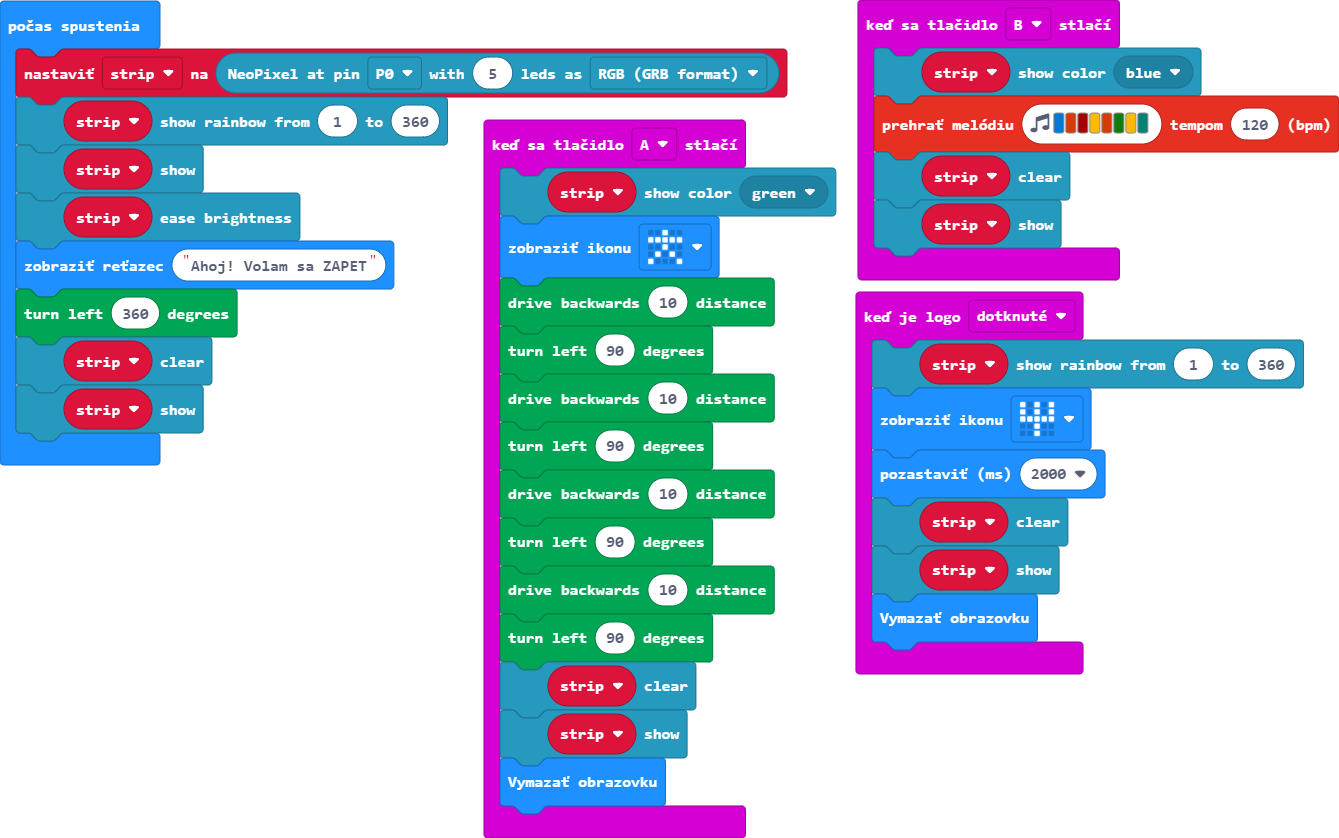 počas spustenia
nastaviť strip na NeoPixel at pin P0 with 5 leds as RGB (GRB format)
strip show rainbow from 1 to 360
strip show
strip ease brightness
zobraziť reťazec "Ahoj! Volam sa ZAPET"
turn left 360 degrees
strip clear
strip show
keď sa tlačidlo A stlačí
strip show color green
zobraziť ikonu
drive backwards 10 distance
turn left 90 degrees
drive backwards 10 distance
turn left 90 degrees
drive backwards 10 distance
turn left 90 degrees
drive backwards 10 distance
turn left 90 degrees
strip clear
strip show
Vymazať obrazovku
keď sa tlačidlo B stlačí
strip show color blue
prehrať melódiu tempom 120 (bpm)
strip clear
strip show
keď je logo dotknuté
strip show rainbow from 1 to 360
zobraziť ikonu
pozastaviť (ms) 2000
strip clear
strip show
Vymazať obrazovku